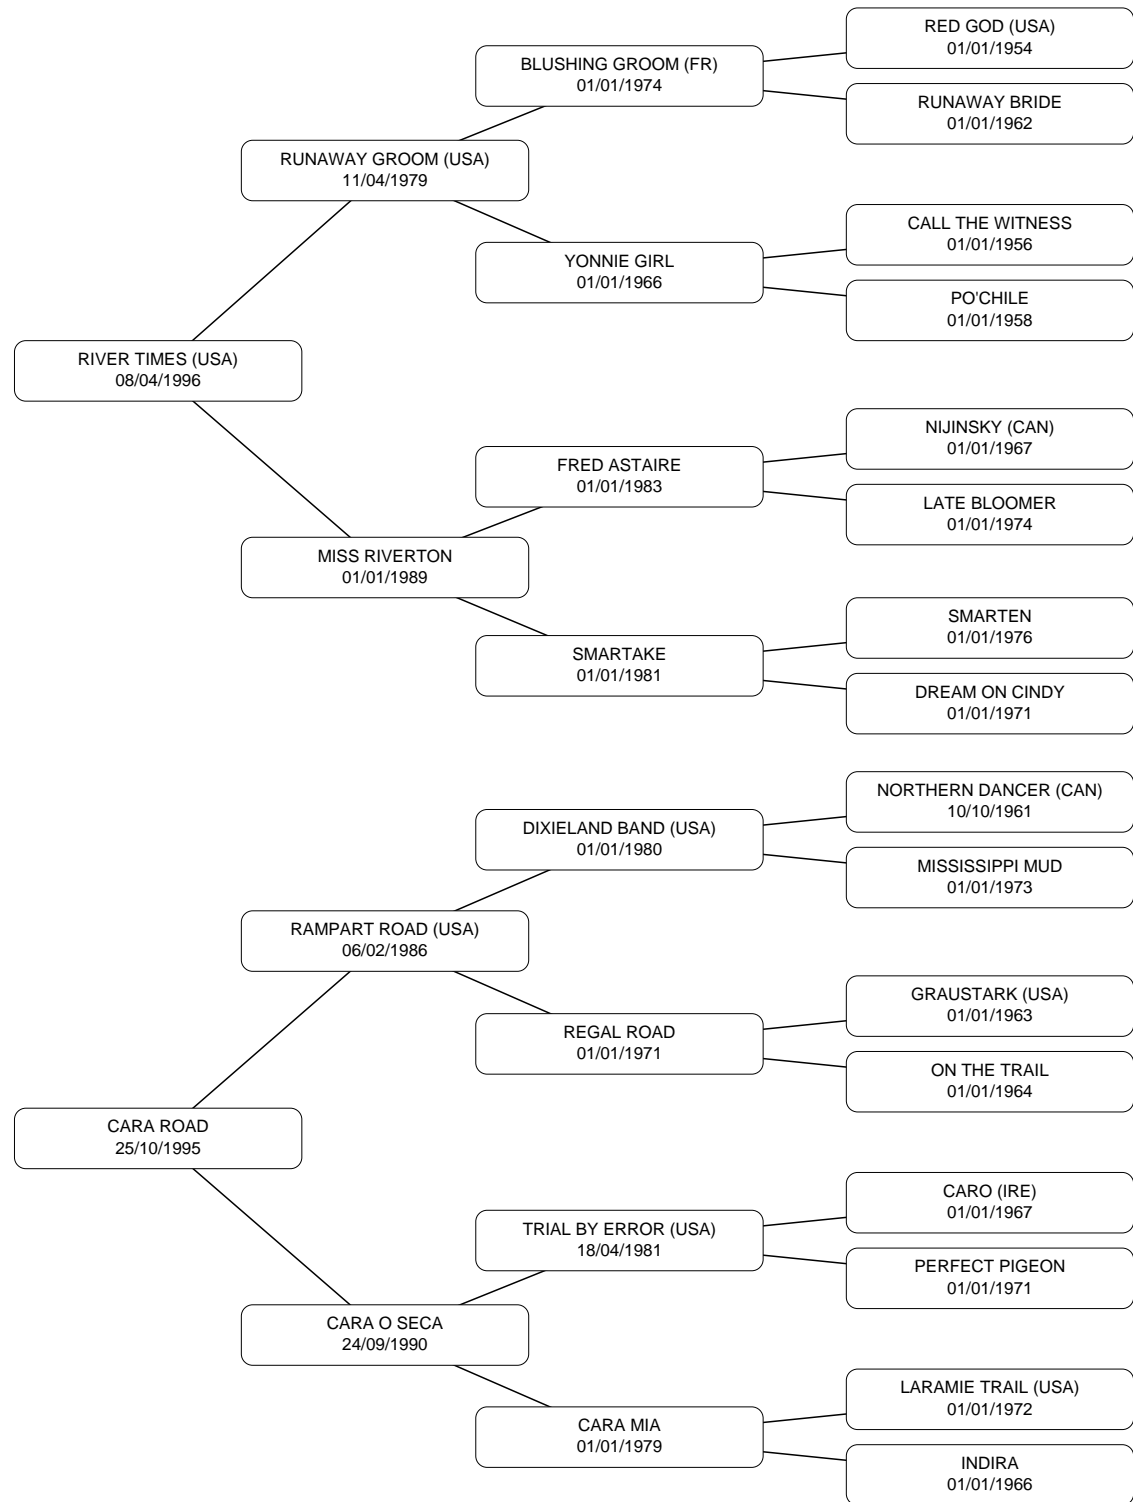 RED GOD (USA)
01/01/1954
BLUSHING GROOM (FR)
01/01/1974
RUNAWAY BRIDE
01/01/1962
RUNAWAY GROOM (USA)
11/04/1979
CALL THE WITNESS
01/01/1956
YONNIE GIRL
01/01/1966
PO'CHILE
01/01/1958
RIVER TIMES (USA)
08/04/1996
NIJINSKY (CAN)
01/01/1967
FRED ASTAIRE
01/01/1983
LATE BLOOMER
01/01/1974
MISS RIVERTON
01/01/1989
SMARTEN
01/01/1976
SMARTAKE
01/01/1981
DREAM ON CINDY
01/01/1971
NORTHERN DANCER (CAN)
10/10/1961
DIXIELAND BAND (USA)
01/01/1980
MISSISSIPPI MUD
01/01/1973
RAMPART ROAD (USA)
06/02/1986
GRAUSTARK (USA)
01/01/1963
REGAL ROAD
01/01/1971
ON THE TRAIL
01/01/1964
CARA ROAD
25/10/1995
CARO (IRE)
01/01/1967
TRIAL BY ERROR (USA)
18/04/1981
PERFECT PIGEON
01/01/1971
CARA O SECA
24/09/1990
LARAMIE TRAIL (USA)
01/01/1972
CARA MIA
01/01/1979
INDIRA
01/01/1966